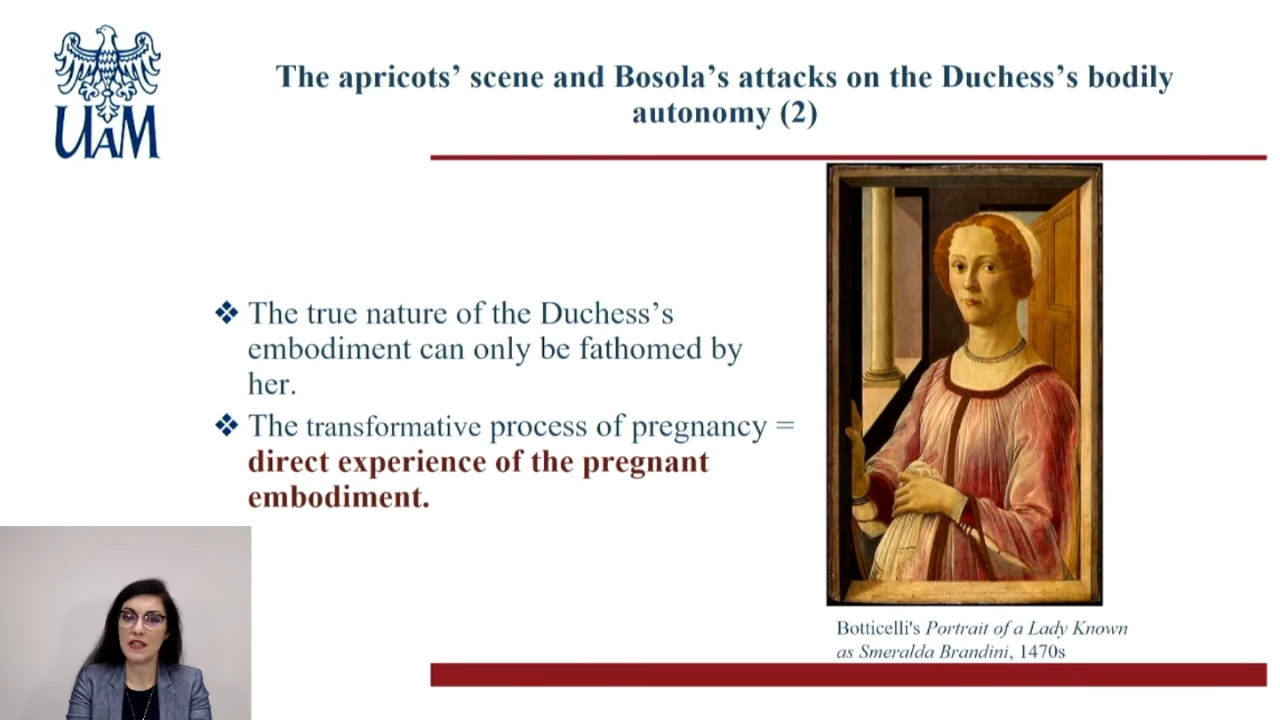 UAM
The apricots’ scene and Bosola’s attacks on the Duchess’s bodily
autonomy (2)
❖ The true nature of the Duchess’s
embodiment can only be fathomed by
her.
❖ The transformative process of pregnancy =
direct experience of the pregnant
embodiment.
Botticelli's Portrait of a Lady Known
as Smeralda Brandini, 1470s